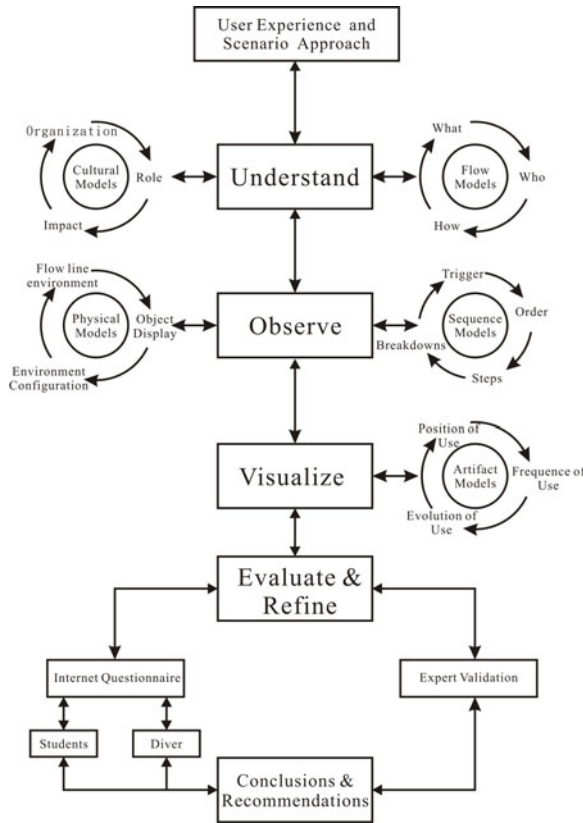 User Experience and
Scenario Approach
Organization
Cultural
Models
Role
Impact
Understand
What
Flow
Models
Who
How
Flow line
environment
Physical
Models
Object
Display
Environment
Configuration
Observe
Trigger
Sequence
Models
Order
Breakdowns
Steps
Visualize
Position of
Use
Artifact
Models
Frequence of
Use
Evolution of
Use
Evaluate &
Refine
Internet Questionnaire
Expert Validation
Students
Diver
Conclusions &
Recommendations